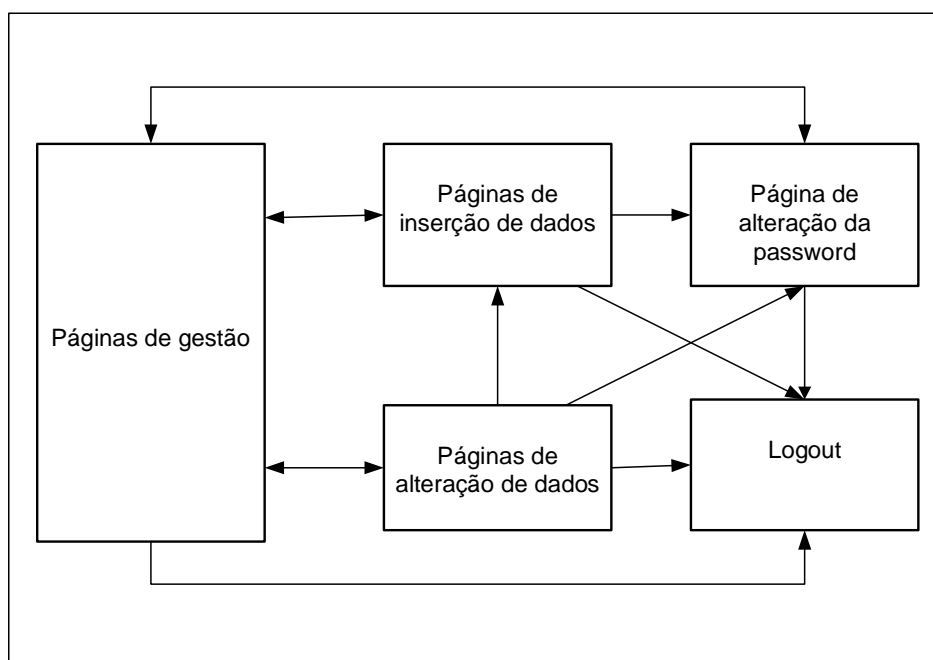 Páginas de gestão
Páginas de
inserção de dados
Página de
alteração da
password
Páginas de
alteração de dados
Logout